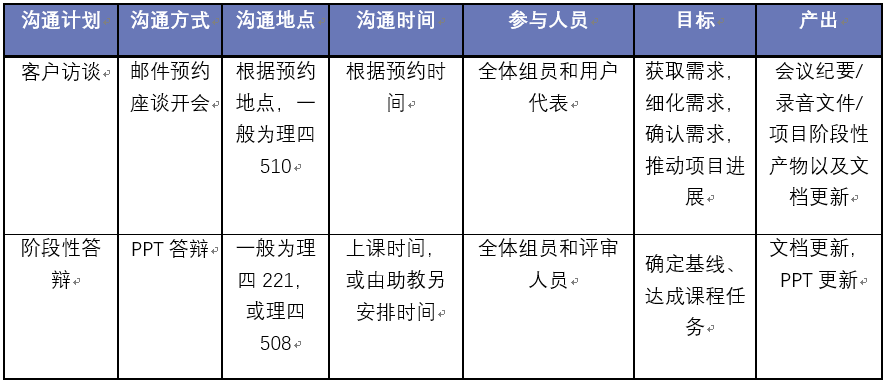 沟通计划
沟通方式
沟通地点
沟通时间
参与人员
目标
产出
客户访谈
邮件预约
座谈开会
根据预约
地点，一
般为理四
510
根据预约时
间
全体组员和用户
代表
获取需求，
细化需求，
确认需求，
推动项目进
展
会议纪要/
录音文件/
项目阶段性
产物以及文
档更新
阶段性答
辩
PPT 答辩
一般为理
四 221，
或理四
508
上课时间，
或由助教另
安排时间
全体组员和评审
人员
确定基线、
达成课程任
务
文档更新，
PPT 更新